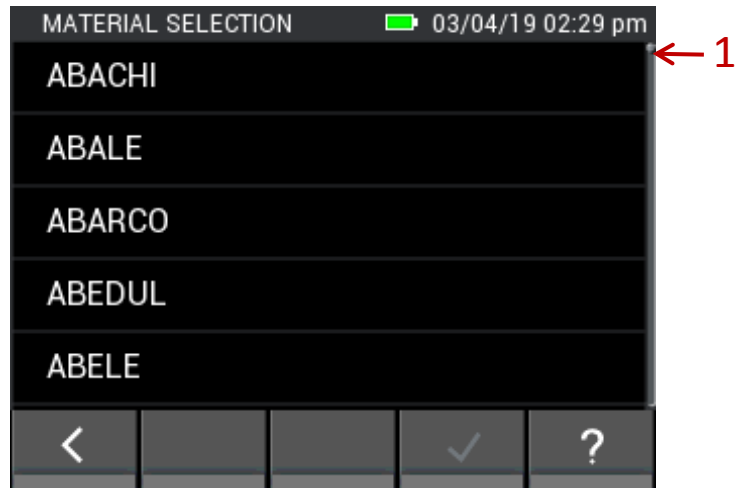 MATERIAL SELECTION 03/04/19 02:29 pm
1
ABACHI
ABALE
ABARCO
ABEDUL
ABELE
?